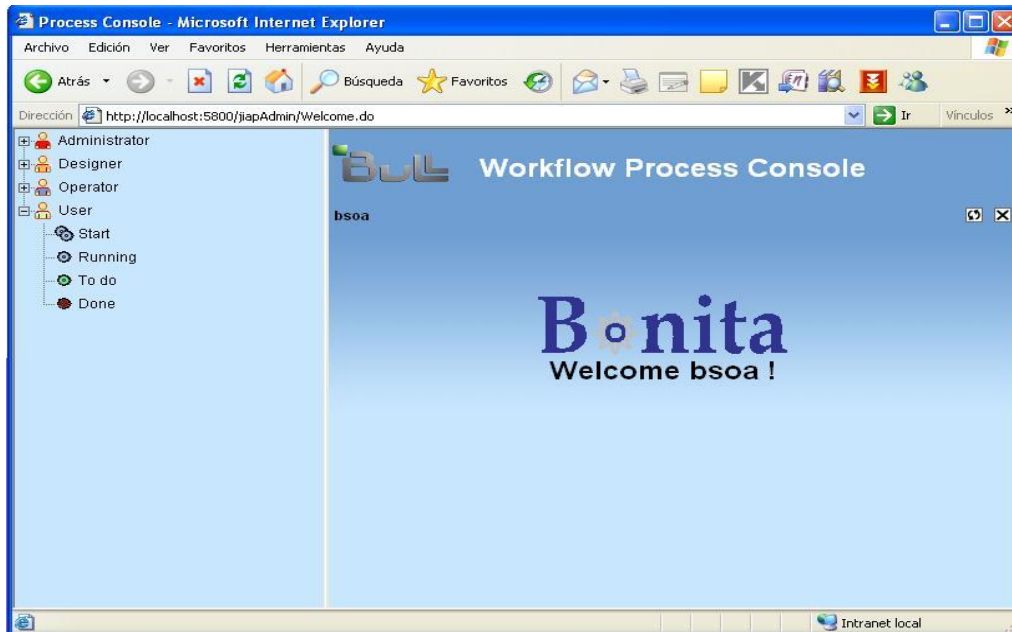 Process Console - Microsoft Internet Explorer
Archivo Edición Ver Favoritos Herramientas Ayuda
Atrás Búsqueda Favoritos
Dirección http://localhost:5800/jiapAdmin/Welcome.do Ir Vínculos »
Administrator
Designer
Operator
User
Start
Running
To do
Done
Bull Workflow Process Console
bsoa
Bonita
Welcome bsoa !
Intranet local